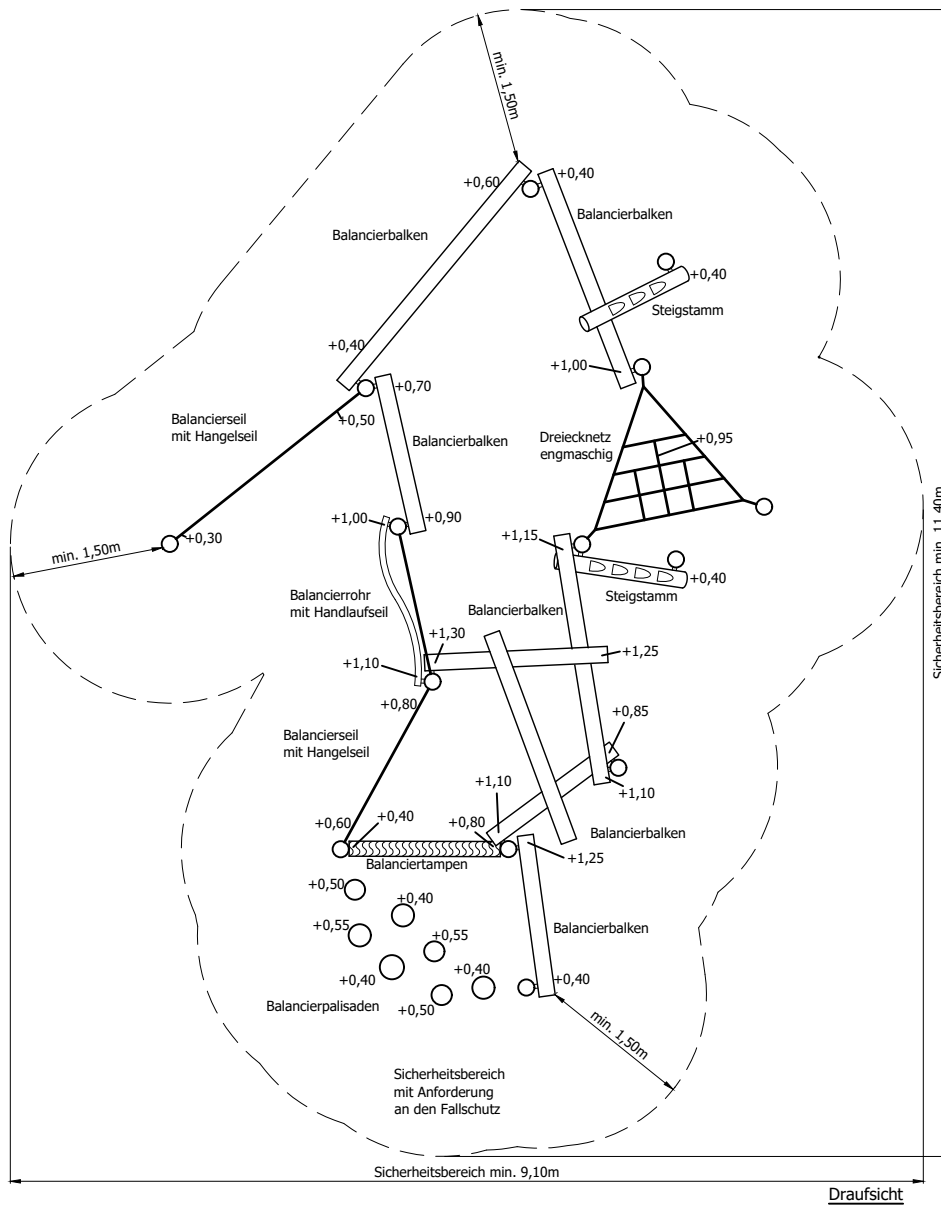 min. 1,50m
+0,60
+0,40
Balancierbalken
Balancierbalken
+0,40
Steigstamm
+0,40
+1,00
+0,70
+0,50
Balancierseil
mit Hangelseil
Balancierbalken
Dreiecknetz
engmaschig
+0,95
+1,00
+0,90
+0,30
min. 1,50m
+1,15
Balancierrohr
mit Handlaufseil
+0,40
Steigstamm
Balancierbalken
+1,30
+1,10
+1,25
+0,80
+0,85
Balancierseil
mit Hangelseil
+1,10
+1,10
+0,60
+0,40
+0,80
Balancierbalken
+1,25
Balanciertampen
+0,50
+0,40
+0,55
+0,55
Balancierbalken
+0,40
+0,40
+0,40
Balancierpalisaden
+0,50
min. 1,50m
Sicherheitsbereich
mit Anforderung
an den Fallschutz
Sicherheitsbereich min. 11,40m
Sicherheitsbereich min. 9,10m
Draufsicht